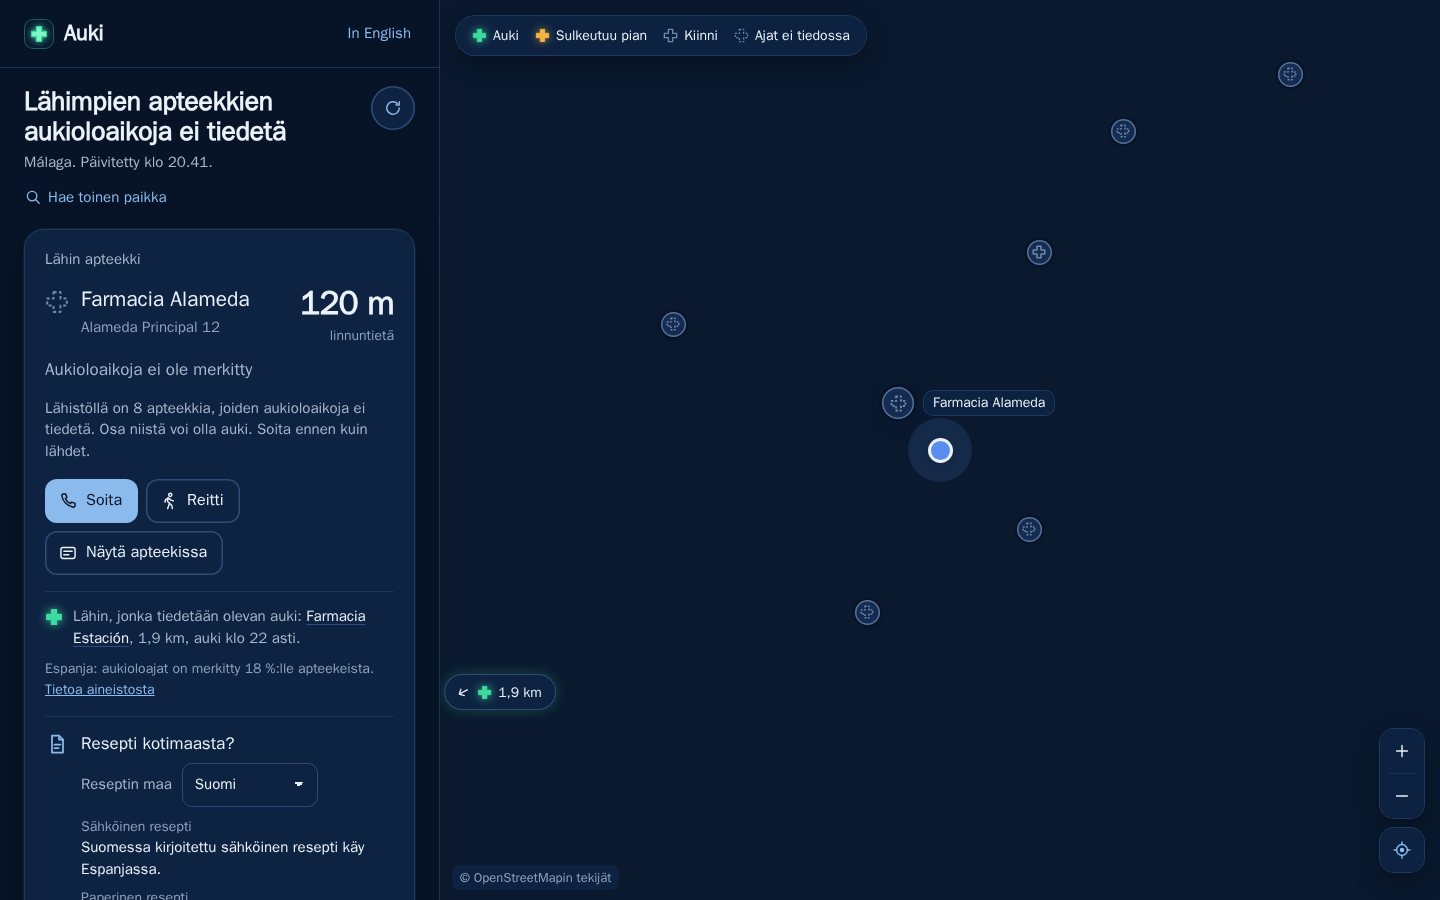 Auki
In English
Lähimpien apteekkien
aukioloaikoja ei tiedetä
Málaga. Päivitetty klo 20.41.
Hae toinen paikka
Lähin apteekki
Farmacia Alameda
120 m
Alameda Principal 12
linnuntietä
Aukioloaikoja ei ole merkitty
Lähistöllä on 8 apteekkia, joiden aukioloaikoja ei
tiedetä. Osa niistä voi olla auki. Soita ennen kuin
lähdet.
Soita
Reitti
Näytä apteekissa
Lähin, jonka tiedetään olevan auki: Farmacia
Estación, 1,9 km, auki klo 22 asti.
Espanja: aukioloajat on merkitty 18 %:lle apteekeista.
Tietoa aineistosta
Resepti kotimaasta?
Reseptin maa
Suomi
Sähköinen resepti
Suomessa kirjoitettu sähköinen resepti käy
Espanjassa.
Paperinen resepti
Auki
Sulkeutuu pian
Kiinni
Ajat ei tiedossa
Farmacia Alameda
1,9 km
© OpenStreetMapin tekijät